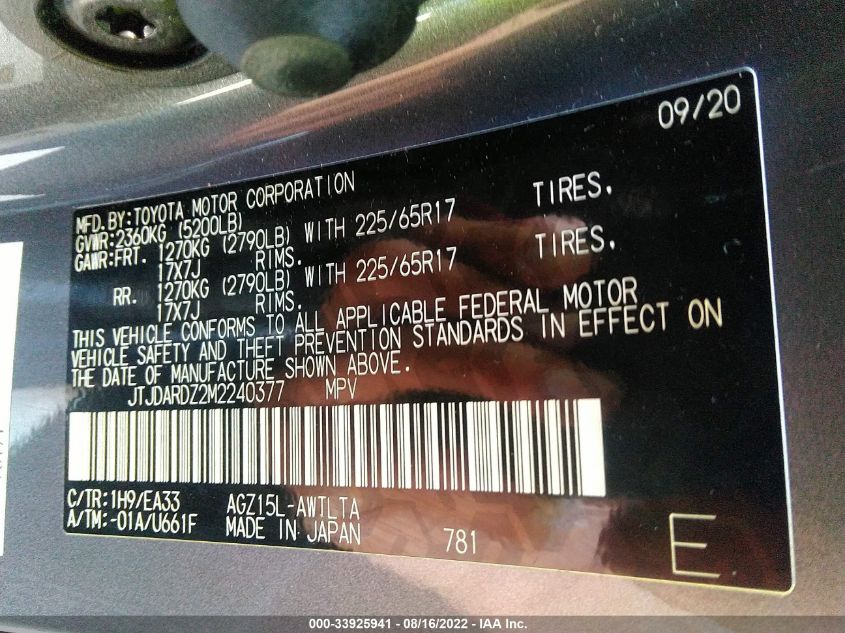 09/20
MFD.BY:TOYOTA MOTOR CORPORATION
GVWR:2360KG (5200LB)
GAWR:FRT. 1270KG (2790LB) WITH 225/65R17 TIRES,
17X7J RIMS.
RR. 1270KG (2790LB) WITH 225/65R17 TIRES,
17X7J RIMS.
THIS VEHICLE CONFORMS TO ALL APPLICABLE FEDERAL MOTOR
VEHICLE SAFETY AND THEFT PREVENTION STANDARDS IN EFFECT ON
THE DATE OF MANUFACTURE SHOWN ABOVE.
JTJDARDZ2M2240377 MPV
C/TR:1H9/EA33 AGZ15L-AWTLTA
A/TM:-01A/U661F MADE IN JAPAN 781 E
000-33925941 - 08/16/2022 - IAA Inc.